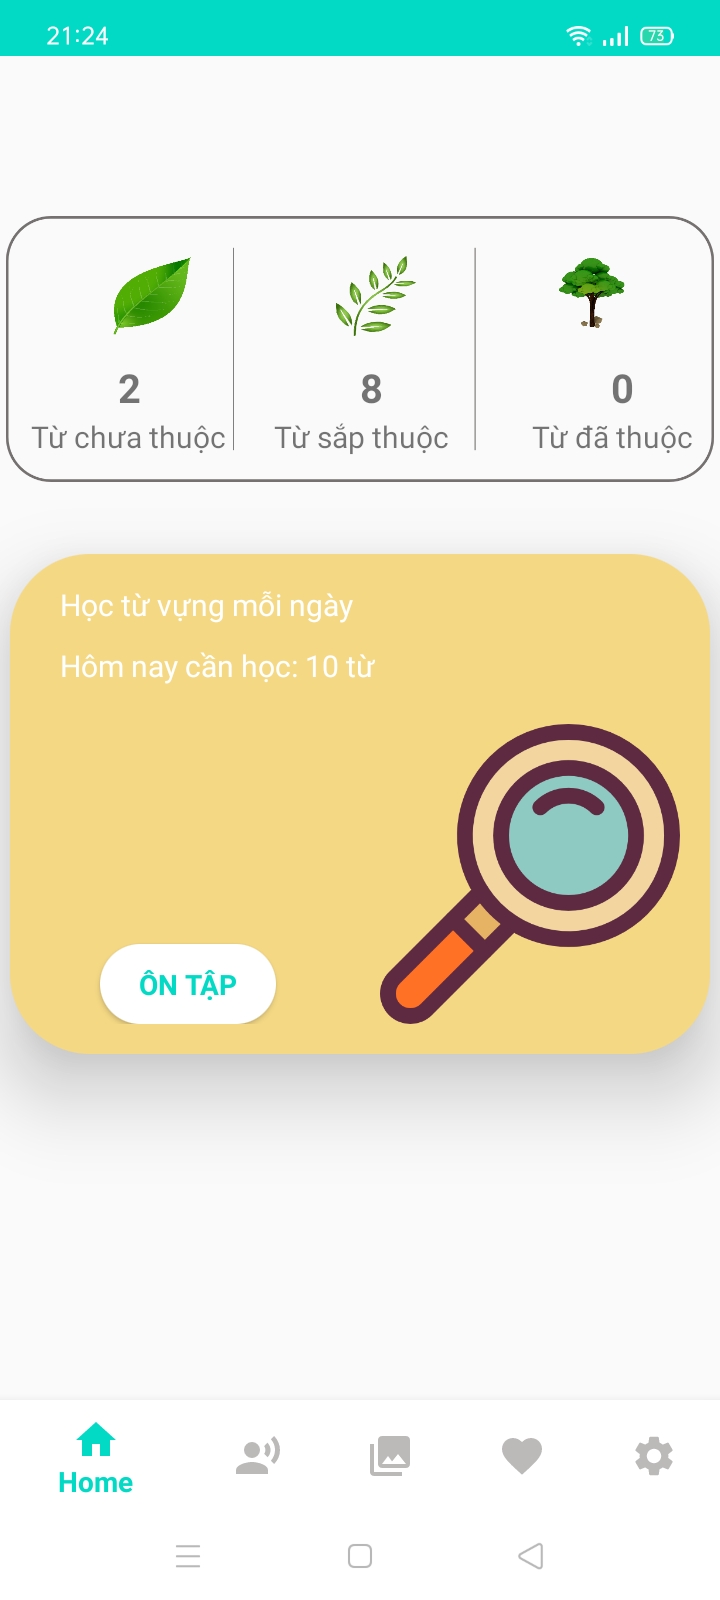 21:24
73
2
8
0
Từ chưa thuộc
Từ sắp thuộc
Từ đã thuộc
Học từ vựng mỗi ngày
Hôm nay cần học: 10 từ
ÔN TẬP
Home